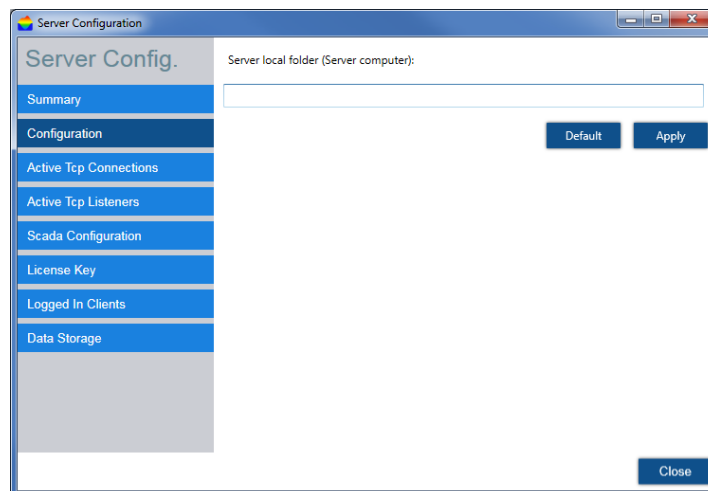 Server Configuration
Server Config.
Summary
Configuration
Active Tcp Connections
Active Tcp Listeners
Scada Configuration
License Key
Logged In Clients
Data Storage
Server local folder (Server computer):
Default Apply
Close